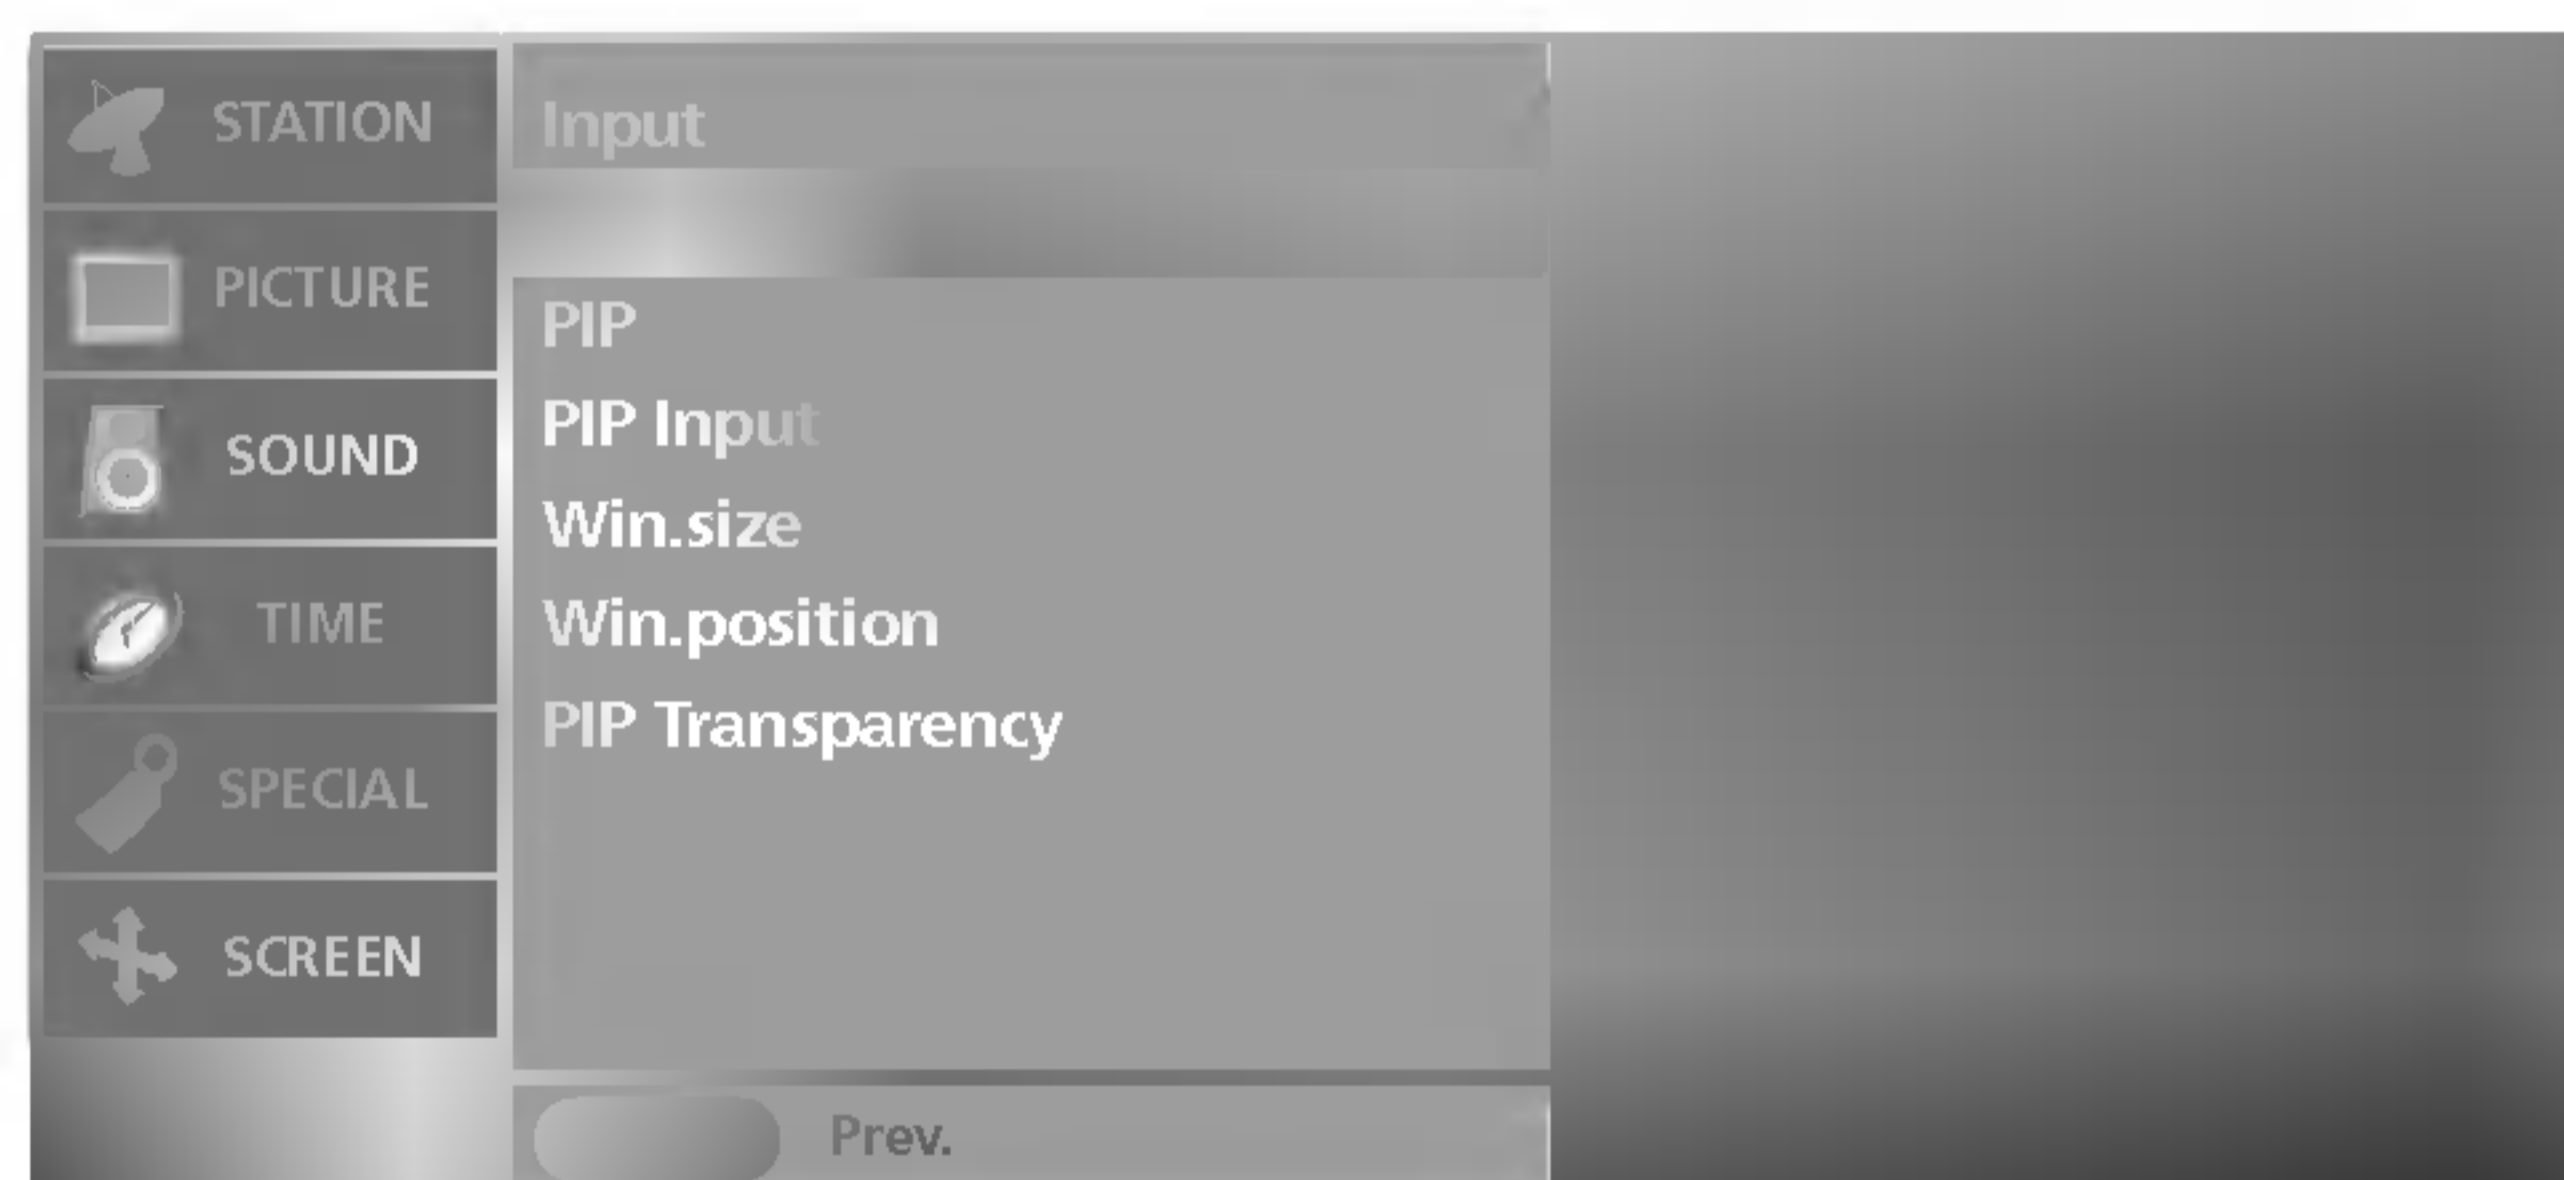 STATION
PICTURE
SOUND
TIME
SPECIAL
SCREEN
Input
PIP
PIP Input
Win.size
Win.position
PIP Transparency
Prev.